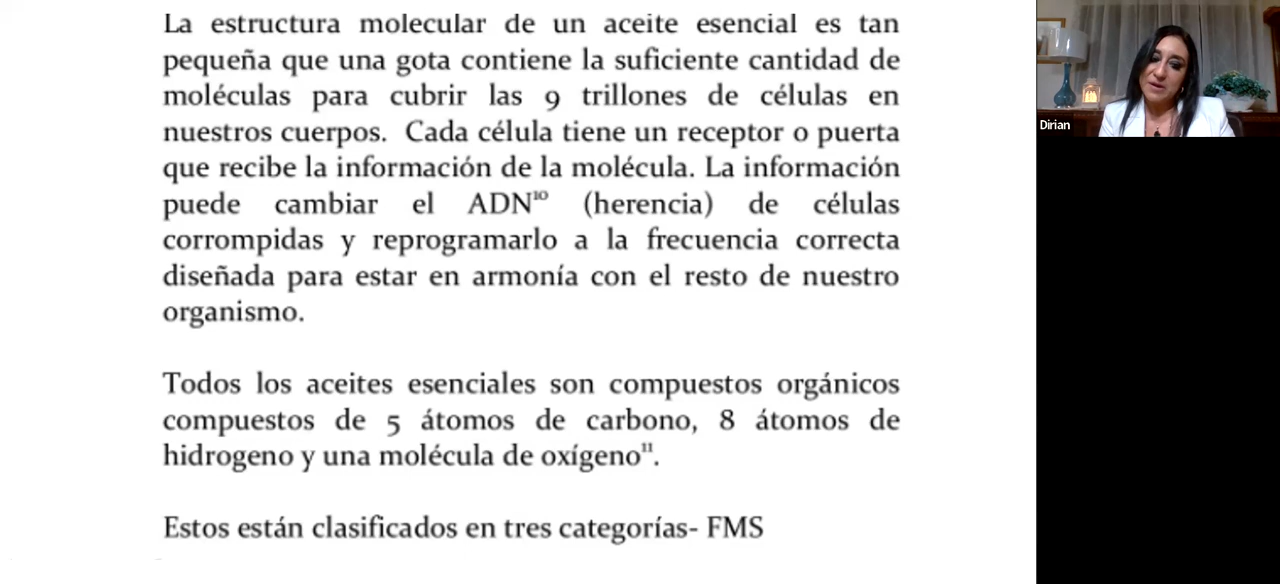 La estructura molecular de un aceite esencial es tan
pequeña que una gota contiene la suficiente cantidad de
moléculas para cubrir las 9 trillones de células en
nuestros cuerpos.  Cada célula tiene un receptor o puerta
que recibe la información de la molécula. La información
puede cambiar el ADN¹⁰ (herencia) de células
corrompidas y reprogramarlo a la frecuencia correcta
diseñada para estar en armonía con el resto de nuestro
organismo.
Todos los aceites esenciales son compuestos orgánicos
compuestos de 5 átomos de carbono, 8 átomos de
hidrogeno y una molécula de oxígeno¹¹.
Estos están clasificados en tres categorías- FMS
Dirian